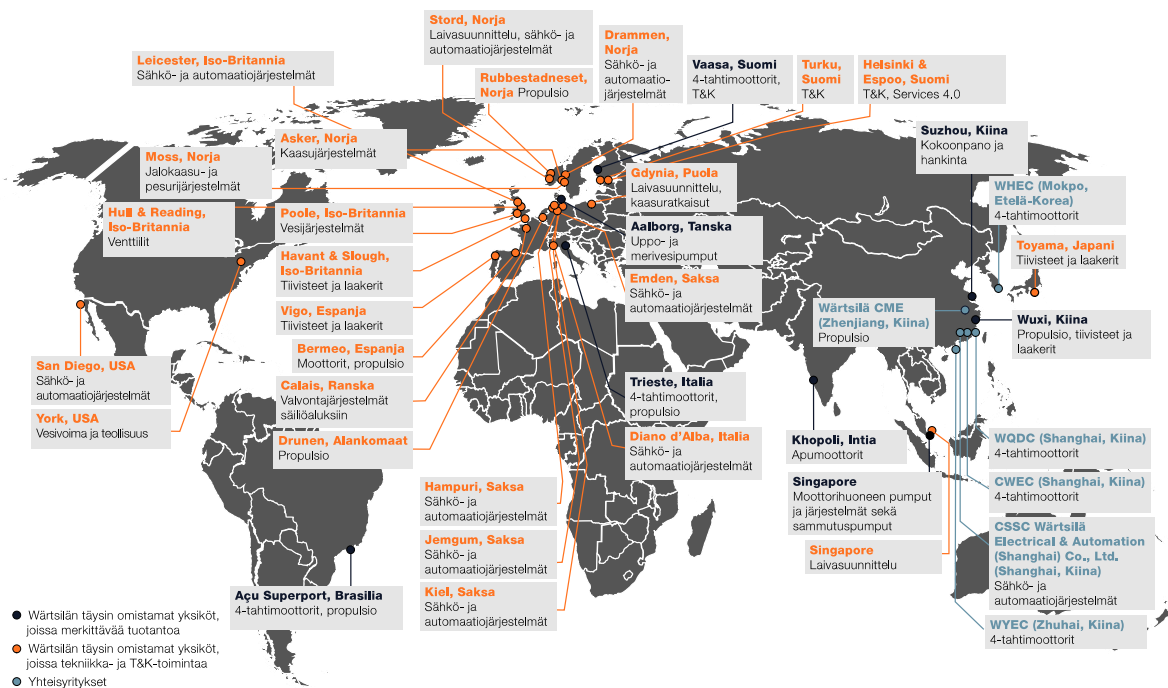 Stord, Norja
Laivasuunnittelu, sähkö- ja
automaatiojärjestelmät
Drammen,
Norja
Sähkö- ja
automaatio-
järjestelmät
Leicester, Iso-Britannia
Sähkö- ja automaatiojärjestelmät
Rubbestadneset,
Norja Propulsio
Vaasa, Suomi
4-tahtimoottorit,
T&K
Turku,
Suomi
T&K
Helsinki &
Espoo, Suomi
T&K, Services 4.0
Suzhou, Kiina
Kokoonpano ja
hankinta
Asker, Norja
Kaasujärjestelmät
Moss, Norja
Jalokaasu- ja
pesurijärjestelmät
Gdynia, Puola
Laivasuunnittelu,
kaasuratkaisut
WHEC (Mokpo,
Etelä-Korea)
4-tahtimoottorit
Hull & Reading,
Iso-Britannia
Venttiilit
Poole, Iso-Britannia
Vesijärjestelmät
Aalborg, Tanska
Uppo- ja
merivesipumput
Toyama, Japani
Tiivisteet ja laakerit
Havant & Slough,
Iso-Britannia
Tiivisteet ja laakerit
Emden, Saksa
Sähkö- ja
automaatiojärjestelmät
Vigo, Espanja
Tiivisteet ja laakerit
Wärtsilä CME
(Zhenjiang, Kiina)
Propulsio
Wuxi, Kiina
Propulsio, tiivisteet ja
laakerit
Bermeo, Espanja
Moottorit, propulsio
San Diego, USA
Sähkö- ja
automaatiojärjestelmät
Calais, Ranska
Valvontajärjestelmät
säiliöaluksiin
Trieste, Italia
4-tahtimoottorit,
propulsio
York, USA
Vesivoima ja teollisuus
Drunen, Alankomaat
Propulsio
Diano d'Alba, Italia
Sähkö- ja
automaatiojärjestelmät
Khopoli, Intia
Apumoottorit
WQDC (Shanghai, Kiina)
4-tahtimoottorit
Hampuri, Saksa
Sähkö- ja
automaatiojärjestelmät
Singapore
Moottorihuoneen pumput
ja järjestelmät sekä
sammutuspumput
CWEC (Shanghai, Kiina)
4-tahtimoottorit
Jemgum, Saksa
Sähkö- ja
automaatiojärjestelmät
Singapore
Laivasuunnittelu
CSSC Wärtsilä
Electrical & Automation
(Shanghai) Co., Ltd.
(Shanghai, Kiina)
Sähkö- ja
automaatiojärjestelmät
Kiel, Saksa
Sähkö- ja
automaatiojärjestelmät
Açu Superport, Brasilia
4-tahtimoottorit, propulsio
WYEC (Zhuhai, Kiina)
4-tahtimoottorit
Wärtsilän täysin omistamat yksiköt,
joissa merkittävää tuotantoa
Wärtsilän täysin omistamat yksiköt,
joissa tekniikka- ja T&K-toimintaa
Yhteisyritykset